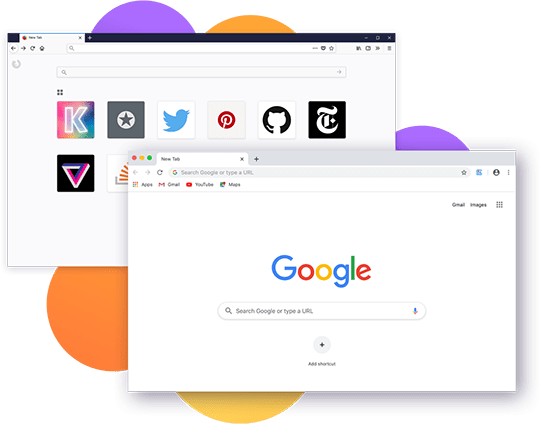 New Tab
K
T
New Tab
Search Google or type a URL
Apps Gmail YouTube Maps
Gmail Images
Google
Search Google or type a URL
Add shortcut